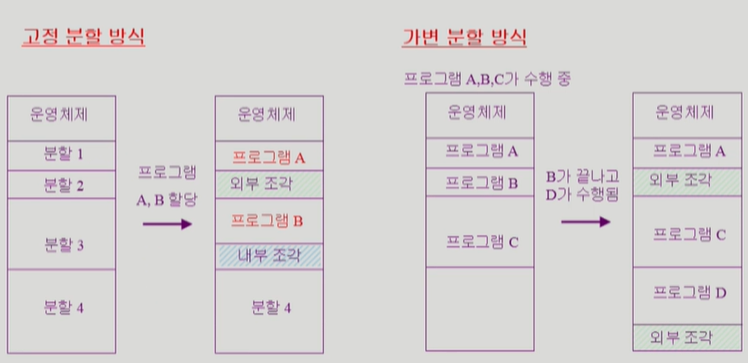 고정 분할 방식
운영체제
분할 1
분할 2
분할 3
분할 4
프로그램
A, B 할당
운영체제
프로그램 A
외부 조각
프로그램 B
내부 조각
분할 4
가변 분할 방식
프로그램 A,B,C가 수행 중
운영체제
프로그램 A
프로그램 B
프로그램 C
B가 끝나고
D가 수행됨
운영체제
프로그램 A
외부 조각
프로그램 C
프로그램 D
외부 조각